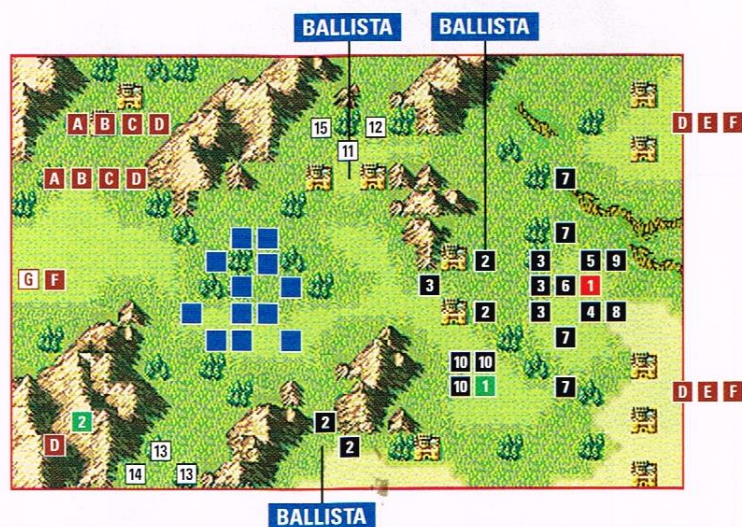 BALLISTA BALLISTA
A B C D 15 12 D E F
11
A B C D 7
7
2 3 5 9
G F 3 3 6 1
2 3 4 8
7
10 10
10 1 7 D E F
2 2
D 13 2
14 13
BALLISTA